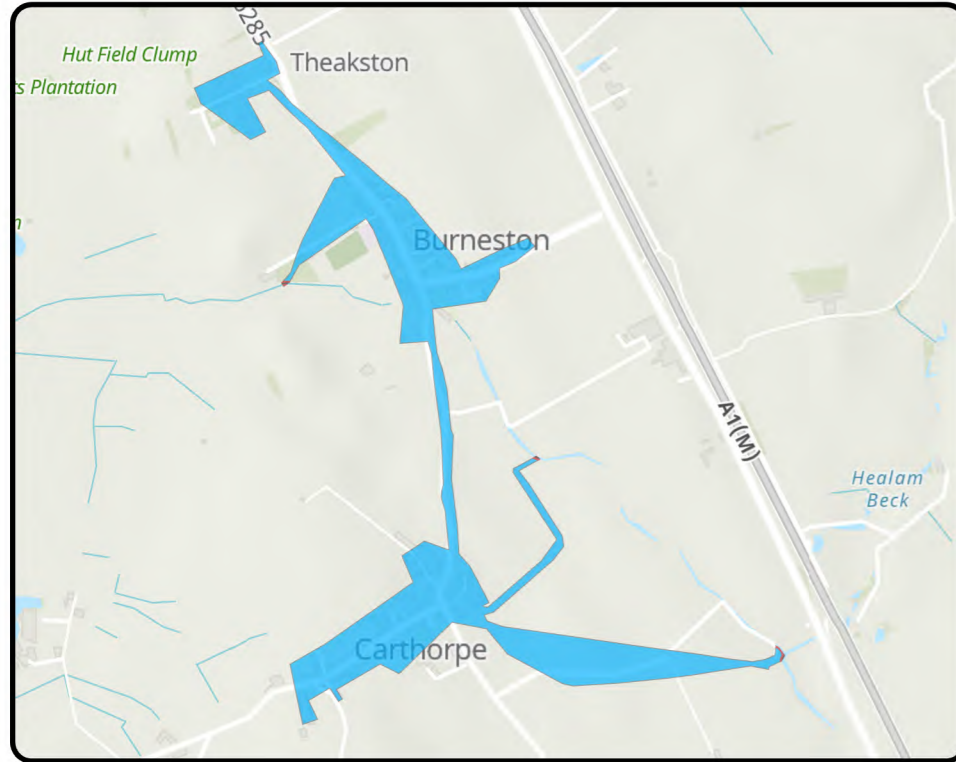 Hut Field Clump
Theakston
Plantation
Burneston
A1(M)
Healam
Beck
Carthorpe